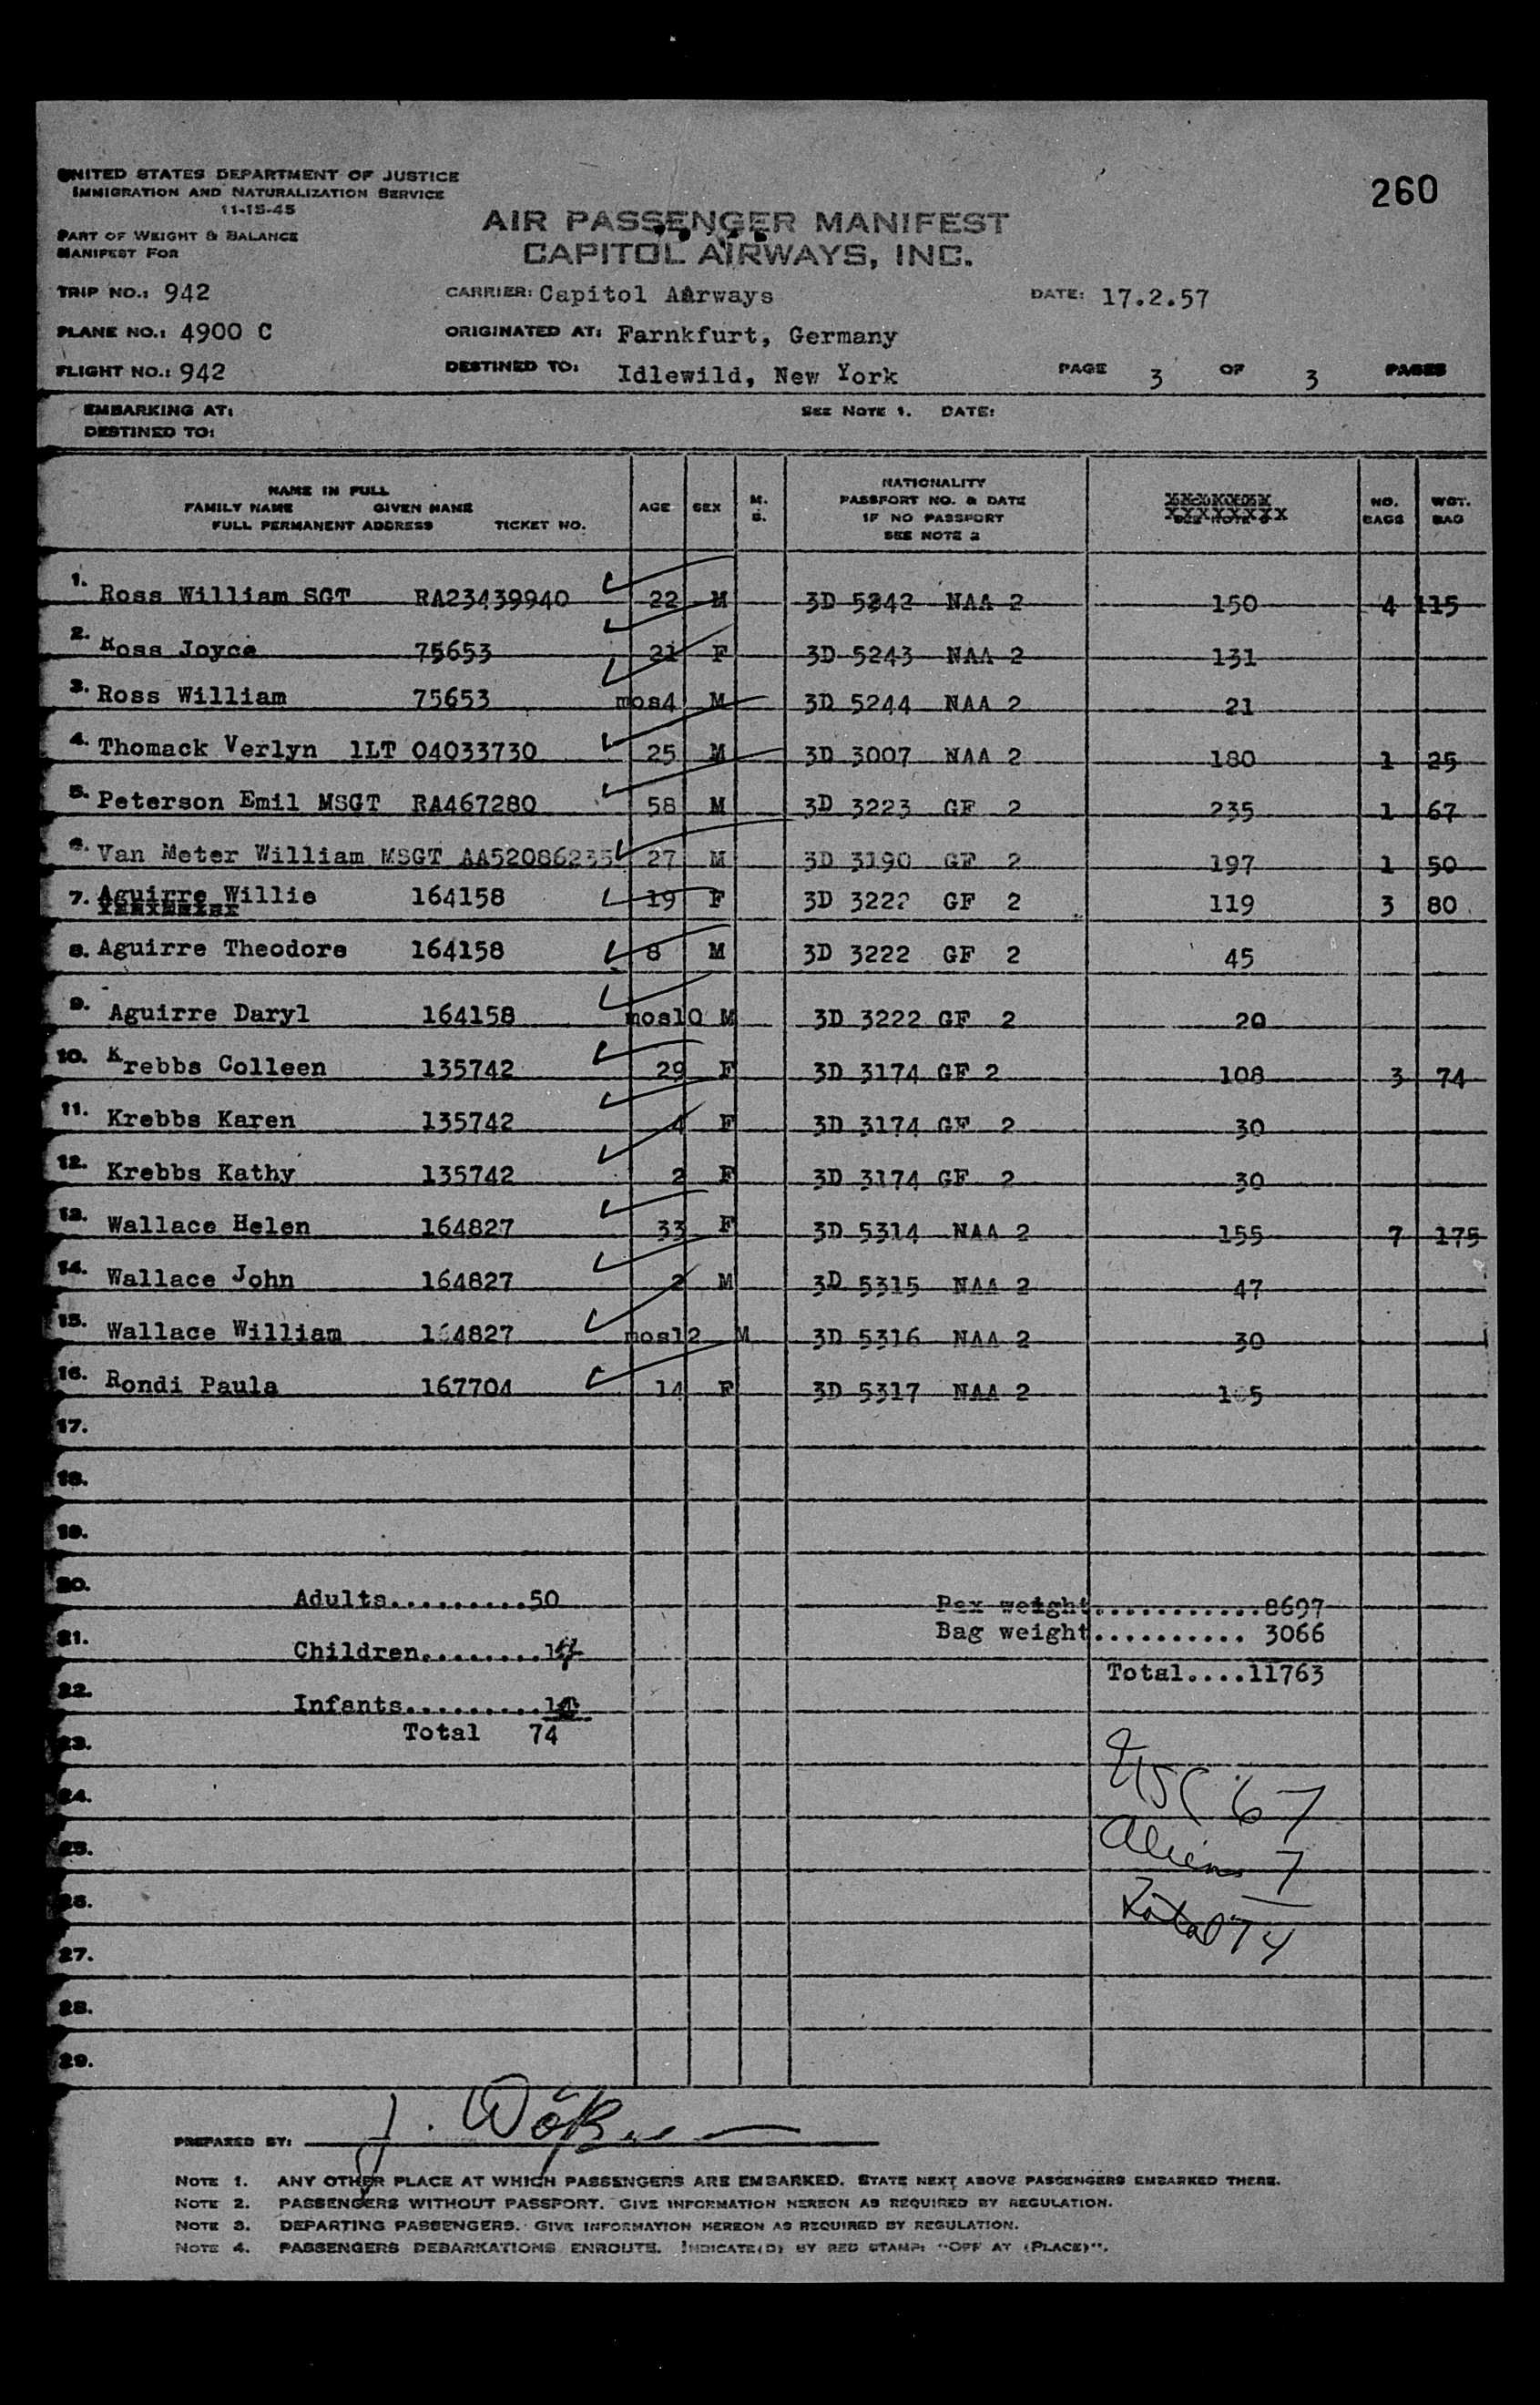 260
UNITED STATES DEPARTMENT OF JUSTICE
IMMIGRATION AND NATURALIZATION SERVICE
11-15-45
PART OF WEIGHT & BALANCE
MANIFEST FOR
AIR PASSENGER MANIFEST
CAPITOL AIRWAYS, INC.
TRIP NO.: 942 CARRIER: Capitol Airways DATE: 17.2.57
PLANE NO.: 4900 C ORIGINATED AT: Farnkfurt, Germany
FLIGHT NO.: 942 DESTINED TO: Idlewild, New York PAGE 3 OF 3 PAGES
EMBARKING AT: SEE NOTE 1. DATE:
DESTINED TO:
NAME IN FULL
FAMILY NAME GIVEN NAME
FULL PERMANENT ADDRESS TICKET NO.
AGE SEX M. S.
NATIONALITY
PASSPORT NO. & DATE
IF NO PASSPORT
SEE NOTE 2
NO. BAGS WGT. BAG
1. Ross William SGT RA23439940 22 M 3D 5242 NAA 2 150 4 115
2. Ross Joyce 75653 21 F 3D 5243 NAA 2 131
3. Ross William 75653 mos4 M 3D 5244 NAA 2 21
4. Thomack Verlyn 1LT 04033730 25 M 3D 3007 NAA 2 180 1 25
5. Peterson Emil MSGT RA467280 58 M 3D 3223 GF 2 235 1 67
6. Van Meter William MSGT AA52086235 27 M 3D 3190 GF 2 197 1 50
7. Aguirre Willie 164158 19 F 3D 3222 GF 2 119 3 80
8. Aguirre Theodore 164158 8 M 3D 3222 GF 2 45
9. Aguirre Daryl 164158 mos10 M 3D 3222 GF 2 20
10. Krebbs Colleen 135742 29 F 3D 3174 GF 2 108 3 74
11. Krebbs Karen 135742 4 F 3D 3174 GF 2 30
12. Krebbs Kathy 135742 2 F 3D 3174 GF 2 30
13. Wallace Helen 164827 33 F 3D 5314 NAA 2 155 7 175
14. Wallace John 164827 2 M 3D 5315 NAA 2 47
15. Wallace William 164827 mos12 M 3D 5316 NAA 2 30
16. Rondi Paula 167704 14 F 3D 5317 NAA 2
17.
18.
19.
20. Adults.........50 Pax weight...........8697
Bag weight.......... 3066
21. Children........14
Total....11763
22. Infants.........10
23. Total 74
USC 67
24.
25. Aliens 7
26. Total 74
27.
28.
29.
PREPARED BY:
NOTE 1. ANY OTHER PLACE AT WHICH PASSENGERS ARE EMBARKED. STATE NEXT ABOVE PASSENGERS EMBARKED THERE.
NOTE 2. PASSENGERS WITHOUT PASSPORT. GIVE INFORMATION HEREON AS REQUIRED BY REGULATION.
NOTE 3. DEPARTING PASSENGERS. GIVE INFORMATION HEREON AS REQUIRED BY REGULATION.
NOTE 4. PASSENGERS DEBARKATIONS ENROUTE. INDICATE(D) BY RED STAMP: "OFF AT (PLACE)".